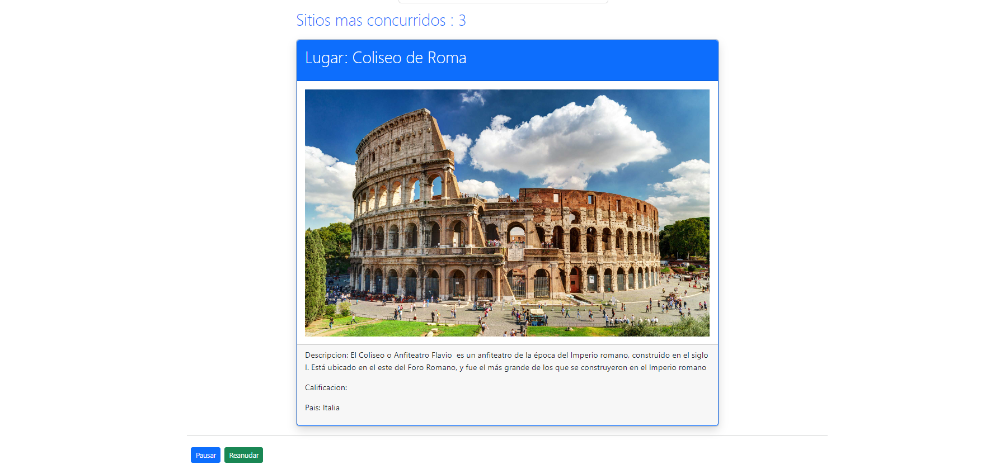 Sitios mas concurridos : 3
Lugar: Coliseo de Roma
Descripcion: El Coliseo o Anfiteatro Flavio  es un anfiteatro de la época del Imperio romano, construido en el siglo
I. Está ubicado en el este del Foro Romano, y fue el más grande de los que se construyeron en el Imperio romano
Calificacion:
Pais: Italia
Pausar Reanudar